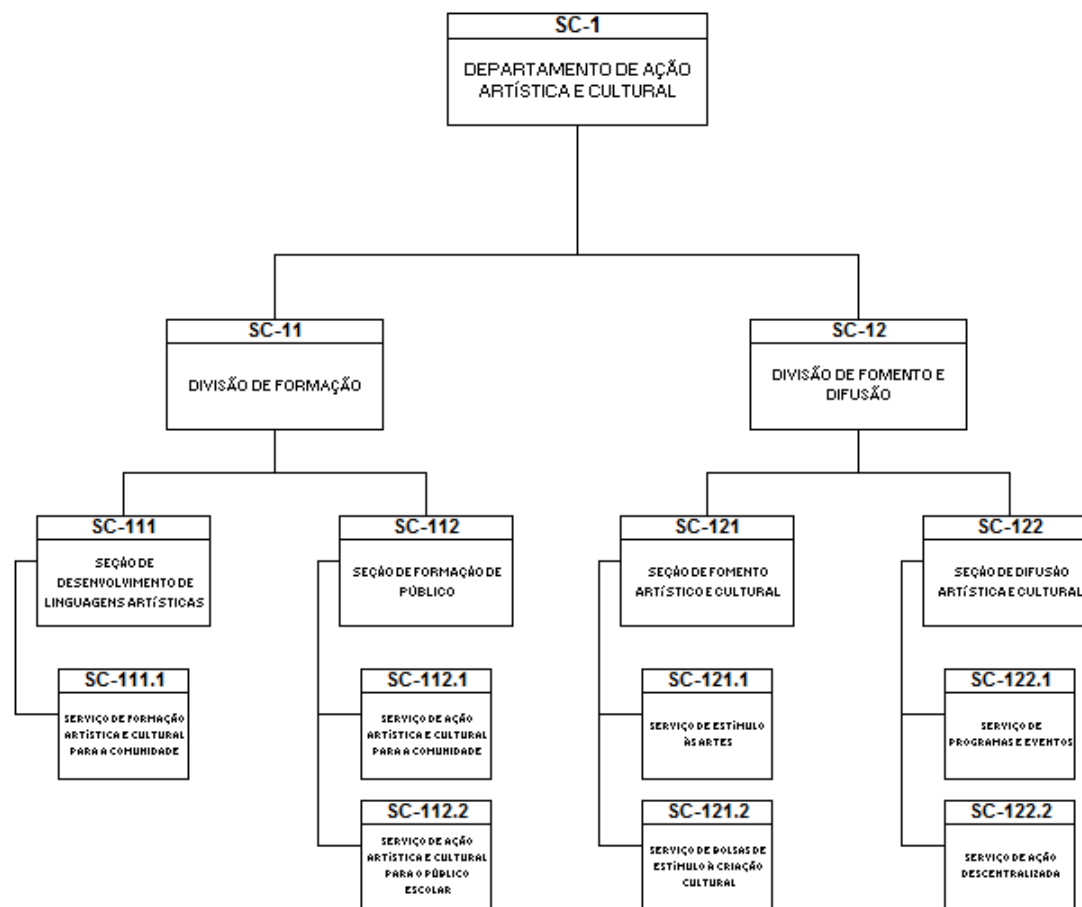 SC-1
DEPARTAMENTO DE AÇÃO
ARTÍSTICA E CULTURAL
SC-11
DIVISÃO DE FORMAÇÃO
SC-12
DIVISÃO DE FOMENTO E
DIFUSÃO
SC-111
SEÇÃO DE
DESENVOLVIMENTO DE
LINGUAGENS ARTÍSTICAS
SC-112
SEÇÃO DE FORMAÇÃO DE
PÚBLICO
SC-121
SEÇÃO DE FOMENTO
ARTÍSTICO E CULTURAL
SC-122
SEÇÃO DE DIFUSÃO
ARTÍSTICA E CULTURAL
SC-111.1
SERVIÇO DE FORMAÇÃO
ARTÍSTICA E CULTURAL
PARA A COMUNIDADE
SC-112.1
SERVIÇO DE AÇÃO
ARTÍSTICA E CULTURAL
PARA A COMUNIDADE
SC-121.1
SERVIÇO DE ESTÍMULO
ÀS ARTES
SC-122.1
SERVIÇO DE
PROGRAMAS E EVENTOS
SC-112.2
SERVIÇO DE AÇÃO
ARTÍSTICA E CULTURAL
PARA O PÚBLICO
ESCOLAR
SC-121.2
SERVIÇO DE BOLSAS DE
ESTÍMULO À CRIAÇÃO
CULTURAL
SC-122.2
SERVIÇO DE AÇÃO
DESCENTRALIZADA